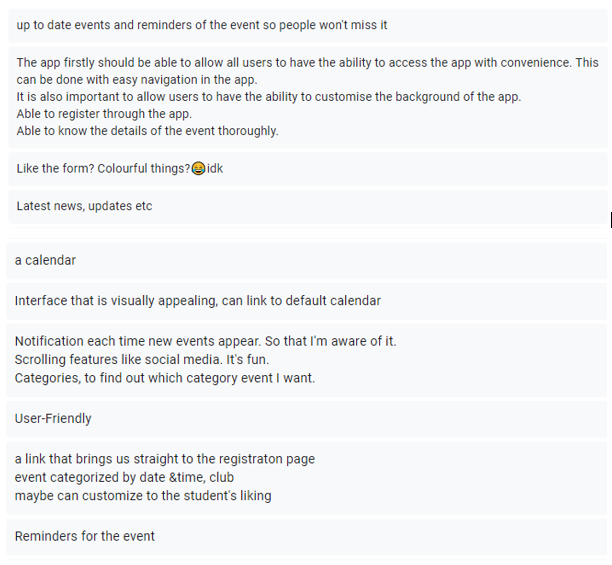 up to date events and reminders of the event so people won't miss it
The app firstly should be able to allow all users to have the ability to access the app with convenience. This
can be done with easy navigation in the app.
It is also important to allow users to have the ability to customise the background of the app.
Able to register through the app.
Able to know the details of the event thoroughly.
Like the form? Colourful things?😂idk
Latest news, updates etc
a calendar
Interface that is visually appealing, can link to default calendar
Notification each time new events appear. So that I'm aware of it.
Scrolling features like social media. It's fun.
Categories, to find out which category event I want.
User-Friendly
a link that brings us straight to the registraton page
event categorized by date &time, club
maybe can customize to the student's liking
Reminders for the event